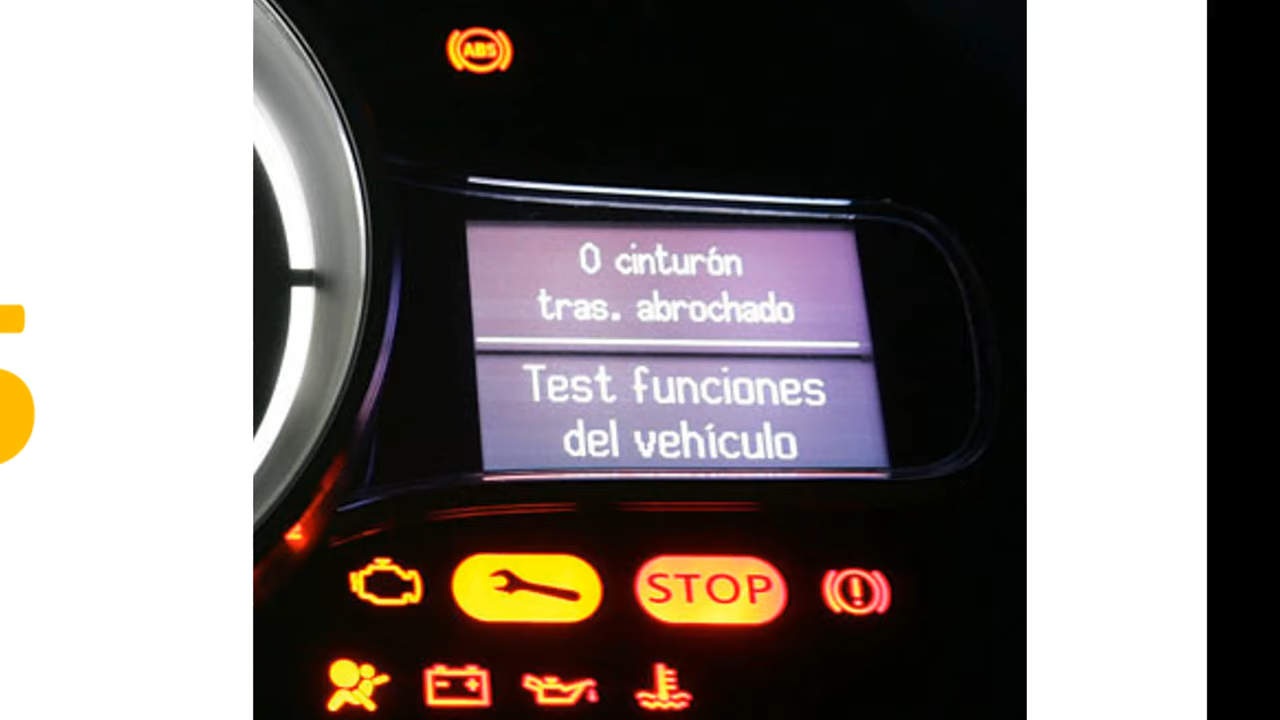 ABS
0 cinturón
tras. abrochado
Test funciones
del vehículo
STOP